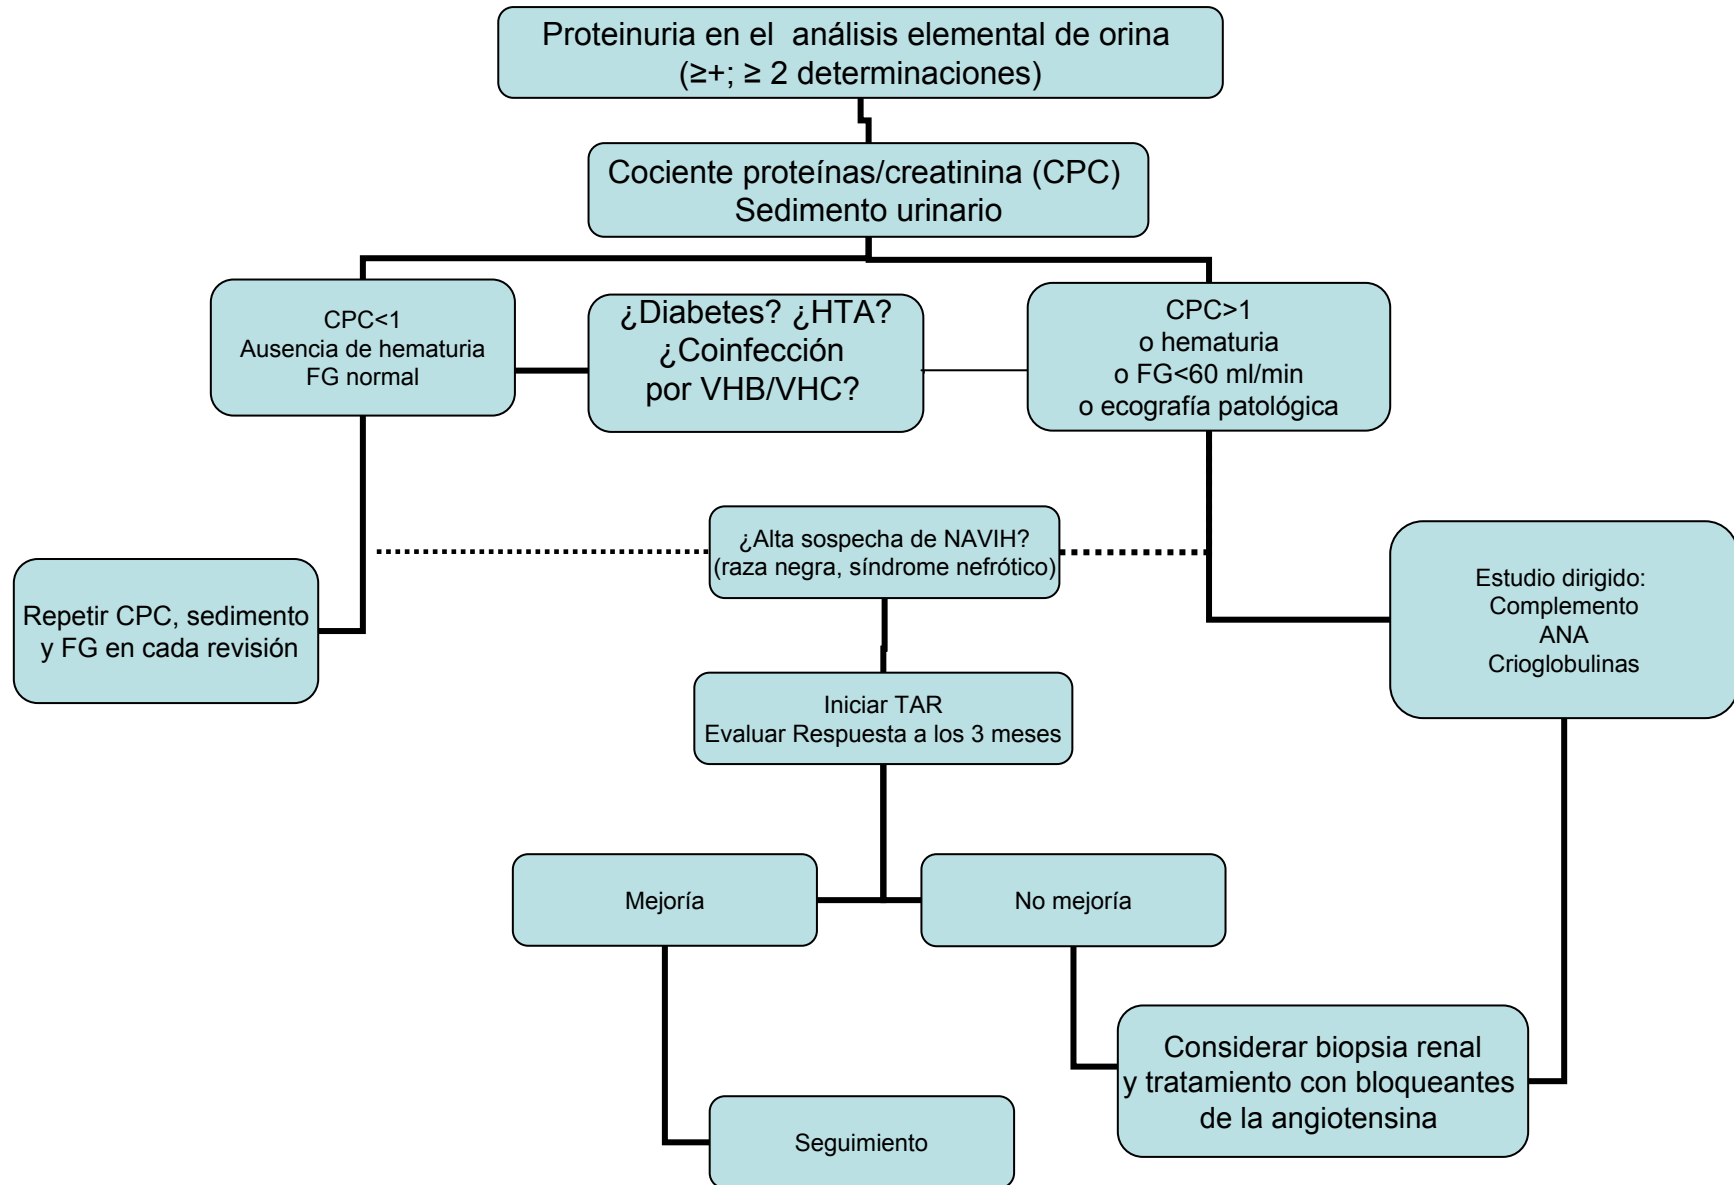 Proteinuria en el análisis elemental de orina
(≥+; ≥ 2 determinaciones)
Cociente proteínas/creatinina (CPC)
Sedimento urinario
CPC<1
Ausencia de hematuria
FG normal
¿Diabetes? ¿HTA?
¿Coinfección
por VHB/VHC?
CPC>1
o hematuria
o FG<60 ml/min
o ecografía patológica
¿Alta sospecha de NAVIH?
(raza negra, síndrome nefrótico)
Repetir CPC, sedimento
y FG en cada revisión
Estudio dirigido:
Complemento
ANA
Crioglobulinas
Iniciar TAR
Evaluar Respuesta a los 3 meses
Mejoría
No mejoría
Considerar biopsia renal
y tratamiento con bloqueantes
de la angiotensina
Seguimiento